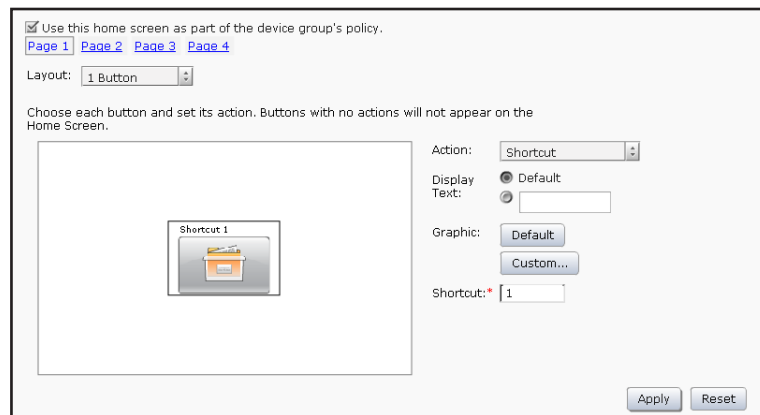 Use this home screen as part of the device group's policy.
Page 1 Page 2 Page 3 Page 4
Layout: 1 Button
Choose each button and set its action. Buttons with no actions will not appear on the
Home Screen.
Shortcut 1
Action: Shortcut
Display Text: Default
Graphic: Default
Custom...
Shortcut:* 1
Apply Reset